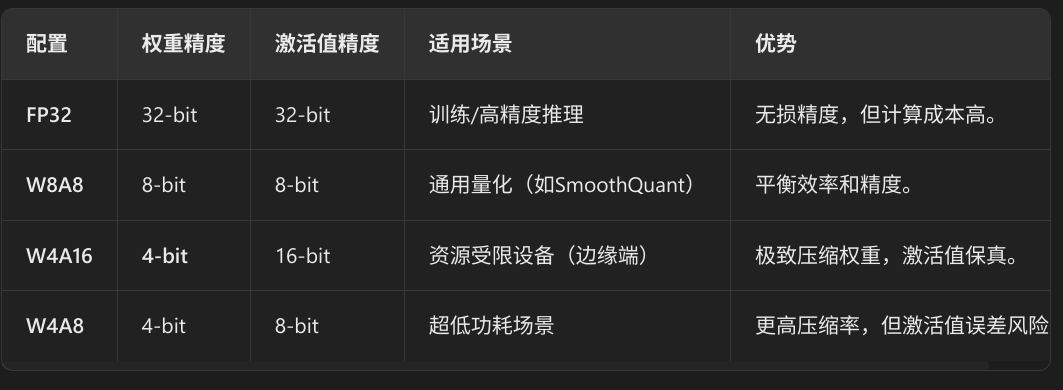 配置 权重精度 激活值精度 适用场景 优势
FP32 32-bit 32-bit 训练/高精度推理 无损精度，但计算成本高。
W8A8 8-bit 8-bit 通用量化（如SmoothQuant） 平衡效率和精度。
W4A16 4-bit 16-bit 资源受限设备（边缘端） 极致压缩权重，激活值保真。
W4A8 4-bit 8-bit 超低功耗场景 更高压缩率，但激活值误差风险